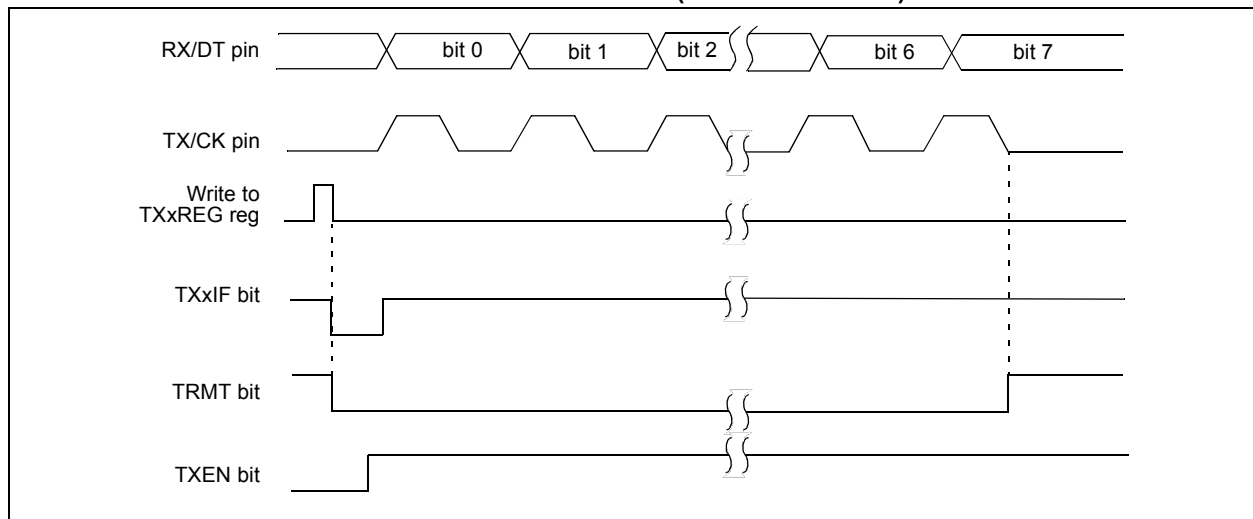 RX/DT pin
bit 0
bit 1
bit 2
bit 6
bit 7
TX/CK pin
Write to
TXxREG reg
TXxIF bit
TRMT bit
TXEN bit